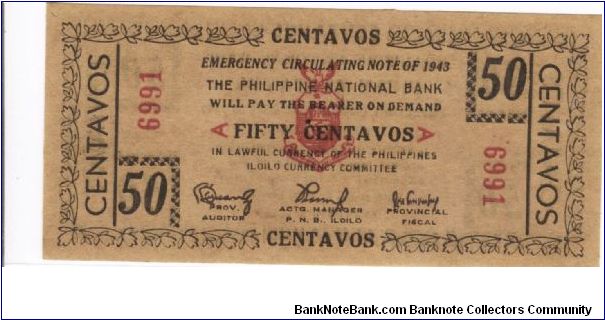 CENTAVOS
EMERGENCY CIRCULATING NOTE OF 1943
THE PHILIPPINE NATIONAL BANK
WILL PAY THE BEARER ON DEMAND
A FIFTY CENTAVOS A
IN LAWFUL CURRENCY OF THE PHILIPPINES
ILOILO CURRENCY COMMITTEE
CENTAVOS
6991
50
50
6991
CENTAVOS
PROV. AUDITOR
ACTG. MANAGER
P. N. B., ILOILO
PROVINCIAL
FISCAL
CENTAVOS
BankNoteBank.com Banknote Collectors Community